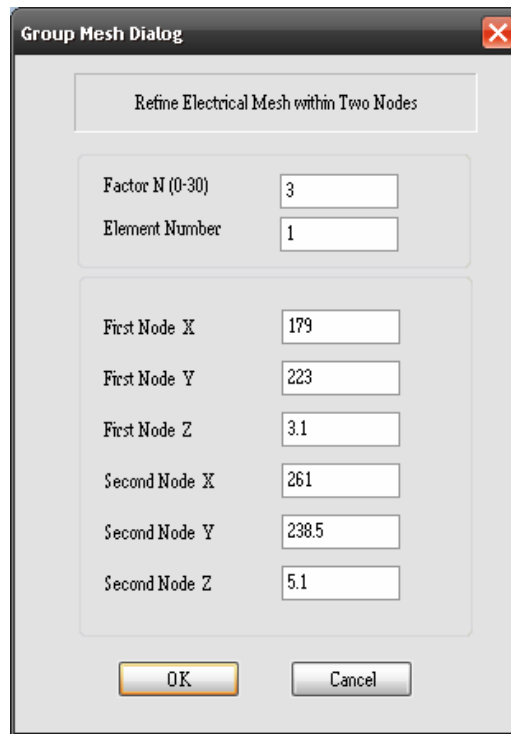 Group Mesh Dialog
Refine Electrical Mesh within Two Nodes
Factor N (0-30) 3
Element Number 1
First Node X 179
First Node Y 223
First Node Z 3.1
Second Node X 261
Second Node Y 238.5
Second Node Z 5.1
OK Cancel